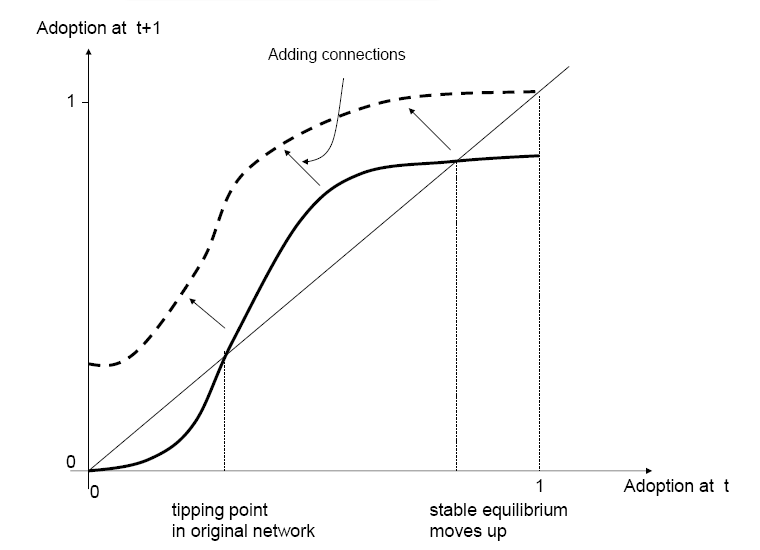 Adoption at t+1
Adding connections
1
0
0
1
Adoption at t
tipping point
in original network
stable equilibrium
moves up